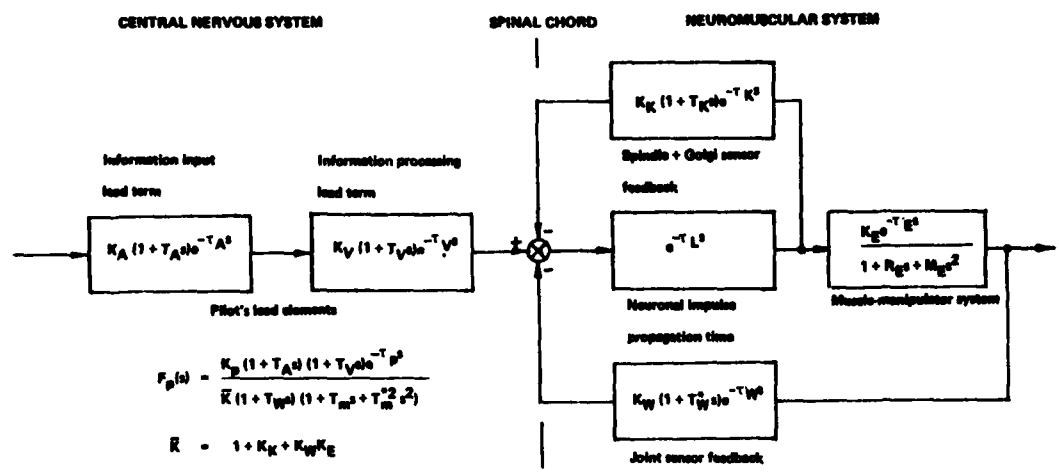 CENTRAL NERVOUS SYSTEM
SPINAL CHORD
NEUROMUSCULAR SYSTEM
K_K (1 + T_K s)e^{-τ_K s}
Spindle + Golgi sensor
feedback
Information input
lead term
Information processing
lead term
K_A (1 + T_A s)e^{-τ_A s}
K_V (1 + T_V s)e^{-τ_V s}
+
-
-
e^{-τ_L s}
K_E e^{-τ_E s}
1 + R_E s + M_E s^2
Pilot's lead elements
Neuronal impulse
propagation time
Muscle-manipulator system
F_p(s) = K_p (1 + T_A s) (1 + T_V s)e^{-τ_p s}
K̄ (1 + T_W s) (1 + T_m s + T_m^{*2} s^2)
K_W (1 + T_W^* s)e^{-τ_W s}
K̄ = 1 + K_K + K_W K_E
Joint sensor feedback